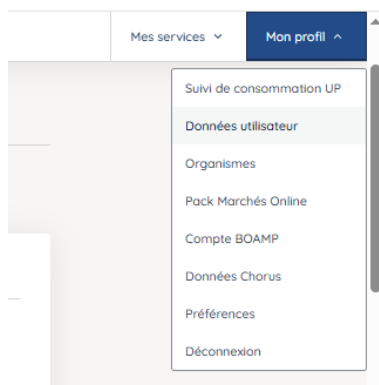 Mes services
Mon profil
Suivi de consommation UP
Données utilisateur
Organismes
Pack Marchés Online
Compte BOAMP
Données Chorus
Préférences
Déconnexion